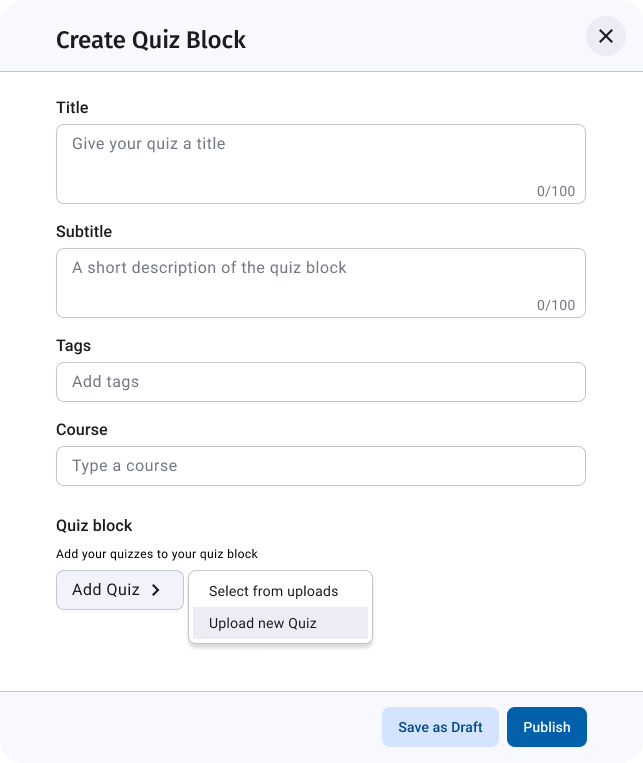 Create Quiz Block
Title
Give your quiz a title
0/100
Subtitle
A short description of the quiz block
0/100
Tags
Add tags
Course
Type a course
Quiz block
Add your quizzes to your quiz block
Add Quiz
Select from uploads
Upload new Quiz
Save as Draft
Publish